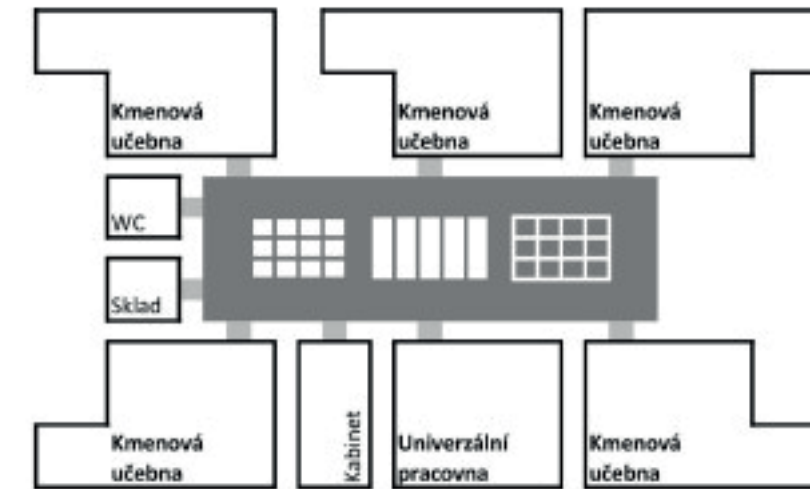 Kmenová
učebna
Kmenová
učebna
Kmenová
učebna
WC
Sklad
Kmenová
učebna
Kabinet
Univerzální
pracovna
Kmenová
učebna